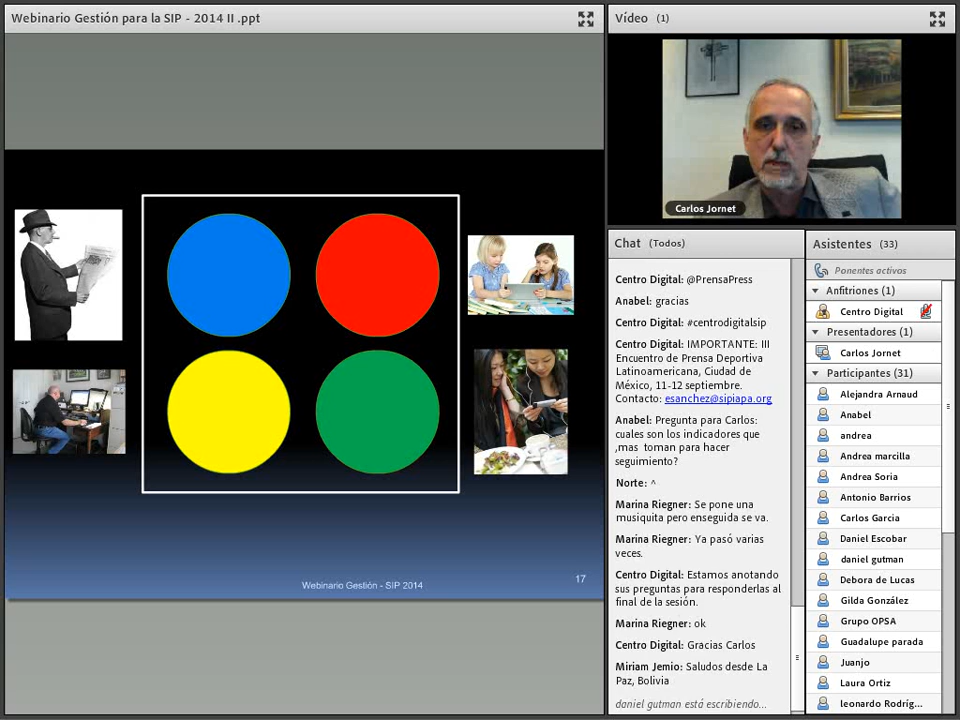 Webinario Gestión para la SIP - 2014 II .ppt
Webinario Gestión - SIP 2014
17
Vídeo (1)
Carlos Jornet
Chat (Todos)
Centro Digital: @PrensaPress
Anabel: gracias
Centro Digital: #centrodigitalsip
Centro Digital: IMPORTANTE: III
Encuentro de Prensa Deportiva
Latinoamericana, Ciudad de
México, 11-12 septiembre.
Contacto: esanchez@sipiapa.org
Anabel: Pregunta para Carlos:
cuales son los indicadores que
,mas toman para hacer
seguimiento?
Norte: ^
Marina Riegner: Se pone una
musiquita pero enseguida se va.
Marina Riegner: Ya pasó varias
veces.
Centro Digital: Estamos anotando
sus preguntas para responderlas al
final de la sesión.
Marina Riegner: ok
Centro Digital: Gracias Carlos
Miriam Jemio: Saludos desde La
Paz, Bolivia
daniel gutman está escribiendo...
Asistentes (33)
Ponentes activos
Anfitriones (1)
Centro Digital
Presentadores (1)
Carlos Jornet
Participantes (31)
Alejandra Arnaud
Anabel
andrea
Andrea marcilla
Andrea Soria
Antonio Barrios
Carlos Garcia
Daniel Escobar
daniel gutman
Debora de Lucas
Gilda González
Grupo OPSA
Guadalupe parada
Juanjo
Laura Ortiz
leonardo Rodríg...